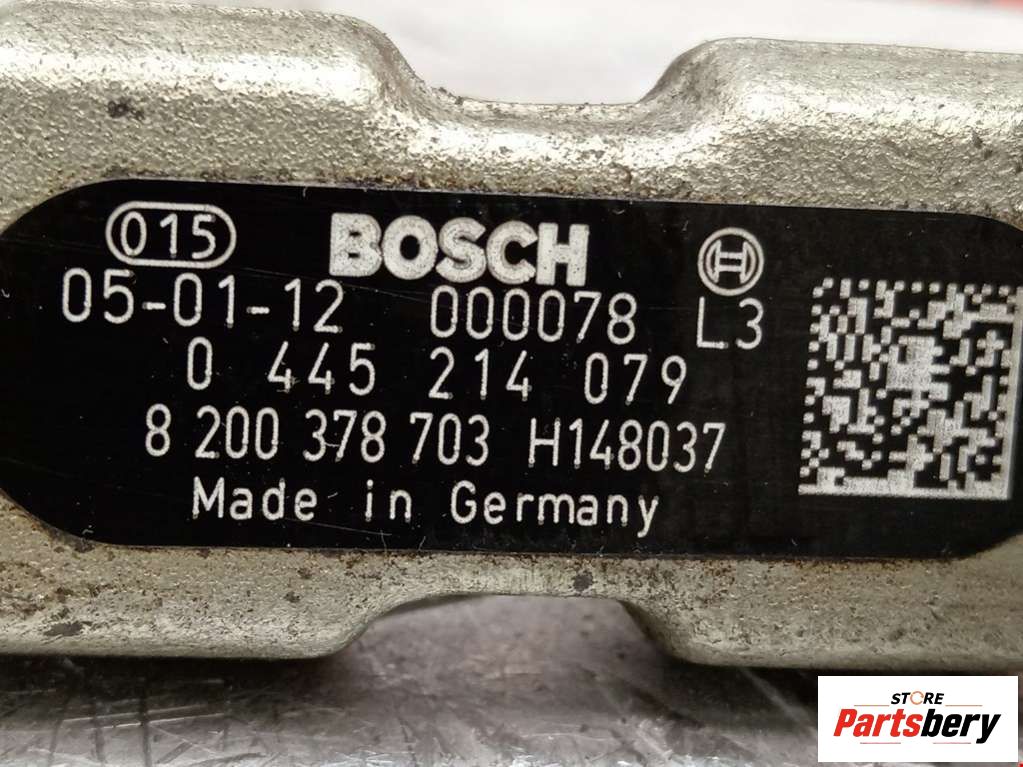 015 BOSCH
05-01-12 000078 L3
0 445 214 079
8 200 378 703 H148037
Made in Germany
STORE
Partsbery